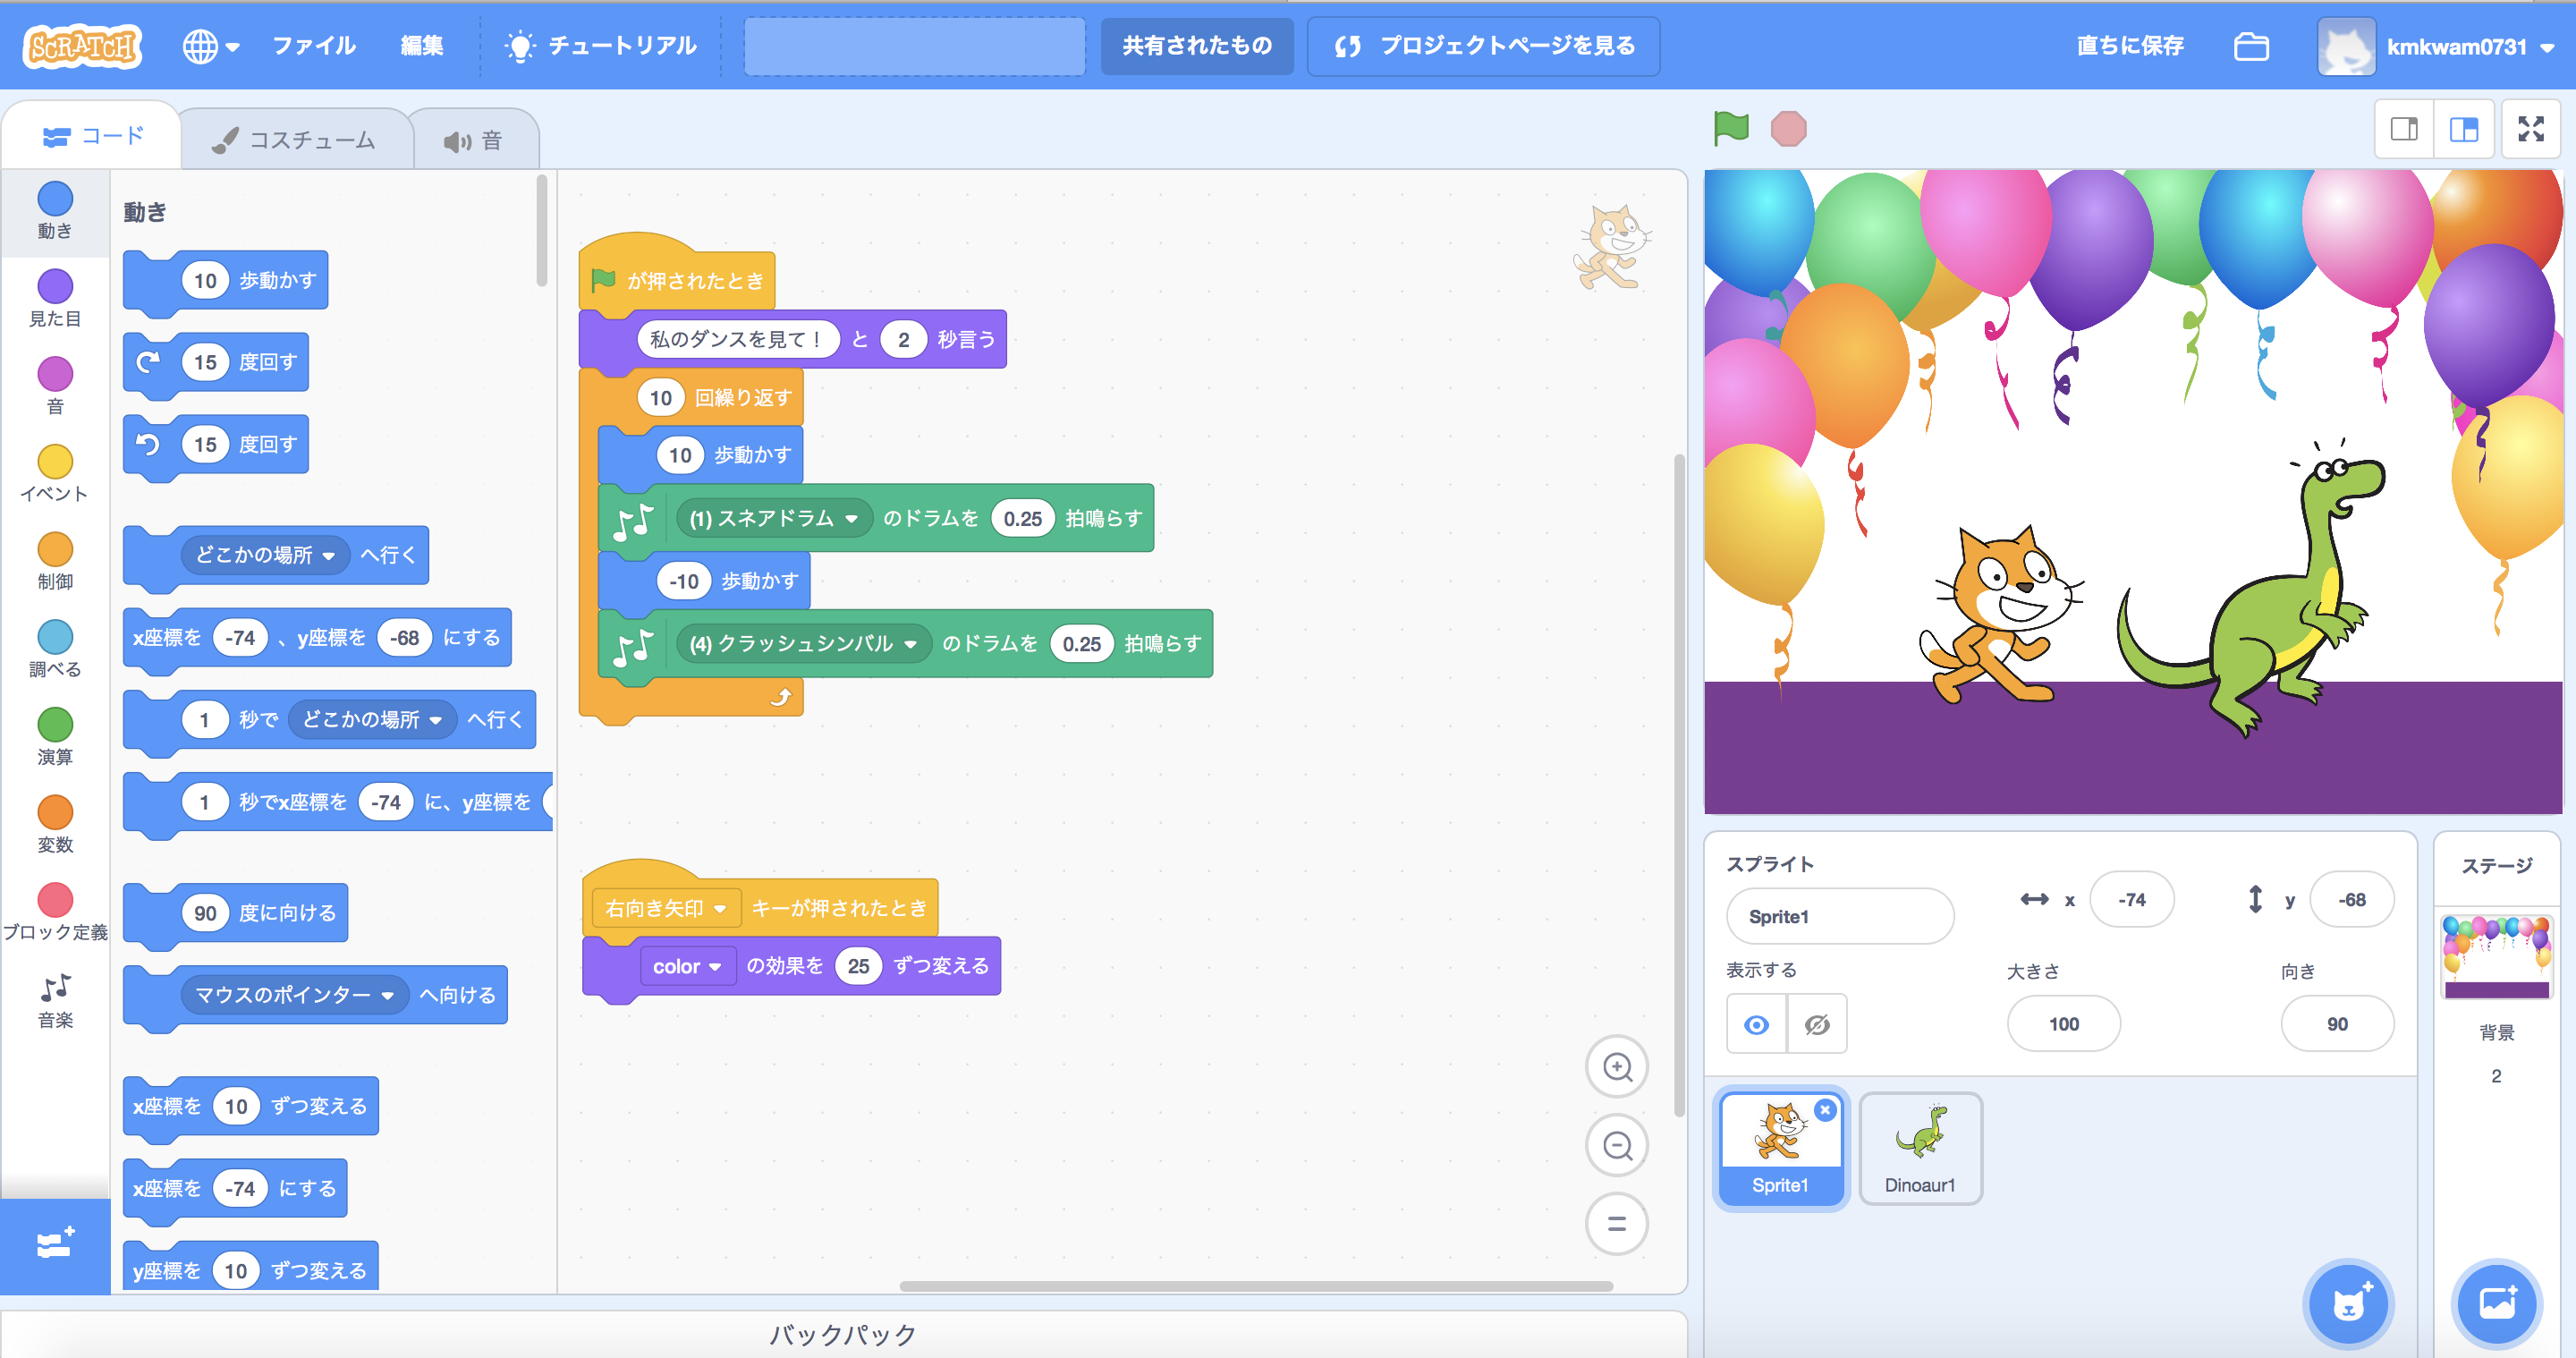 SCRATCH
ファイル
編集
チュートリアル
共有されたもの
プロジェクトページを見る
直ちに保存
kmkwam0731
コード
コスチューム
音
動き
見た目
音
イベント
制御
調べる
演算
変数
ブロック定義
音楽
動き
10 歩動かす
15 度回す
15 度回す
どこかの場所 へ行く
x座標を -74 、y座標を -68 にする
1 秒で どこかの場所 へ行く
1 秒でx座標を -74 に、y座標を
90 度に向ける
マウスのポインター へ向ける
x座標を 10 ずつ変える
x座標を -74 にする
y座標を 10 ずつ変える
が押されたとき
私のダンスを見て！ と 2 秒言う
10 回繰り返す
10 歩動かす
(1) スネアドラム のドラムを 0.25 拍鳴らす
-10 歩動かす
(4) クラッシュシンバル のドラムを 0.25 拍鳴らす
右向き矢印 キーが押されたとき
color の効果を 25 ずつ変える
バックパック
スプライト
Sprite1
x -74
y -68
表示する
大きさ
向き
100
90
Sprite1
Dinoaur1
ステージ
背景
2